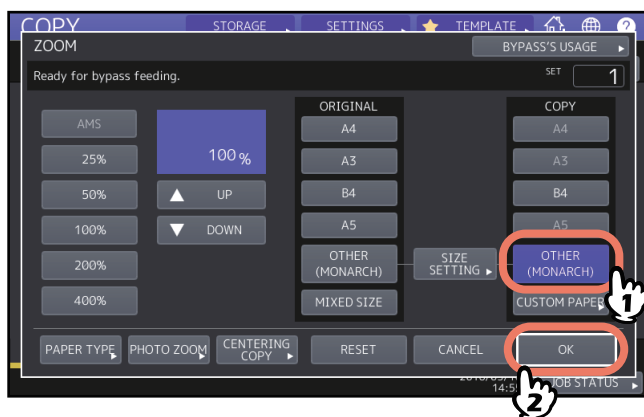 COPY STORAGE SETTINGS TEMPLATE
ZOOM BYPASS'S USAGE
Ready for bypass feeding. SET 1
ORIGINAL COPY
AMS A4 A4
25% 100 % A3 A3
50% UP B4 B4
100% DOWN A5 A5
200% OTHER (MONARCH) SIZE SETTING OTHER (MONARCH)
400% MIXED SIZE CUSTOM PAPER 1
PAPER TYPE PHOTO ZOOM CENTERING COPY RESET CANCEL OK
JOB STATUS
2